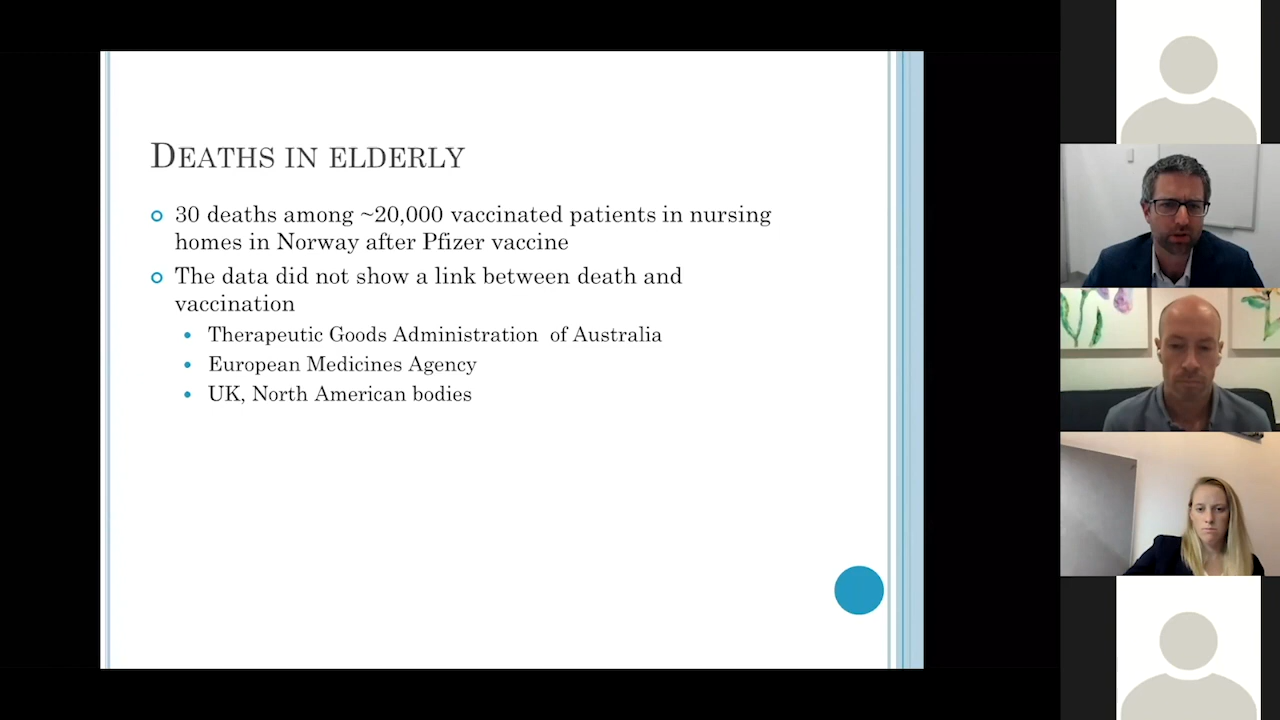 DEATHS IN ELDERLY
30 deaths among ~20,000 vaccinated patients in nursing
homes in Norway after Pfizer vaccine
The data did not show a link between death and
vaccination
Therapeutic Goods Administration of Australia
European Medicines Agency
UK, North American bodies